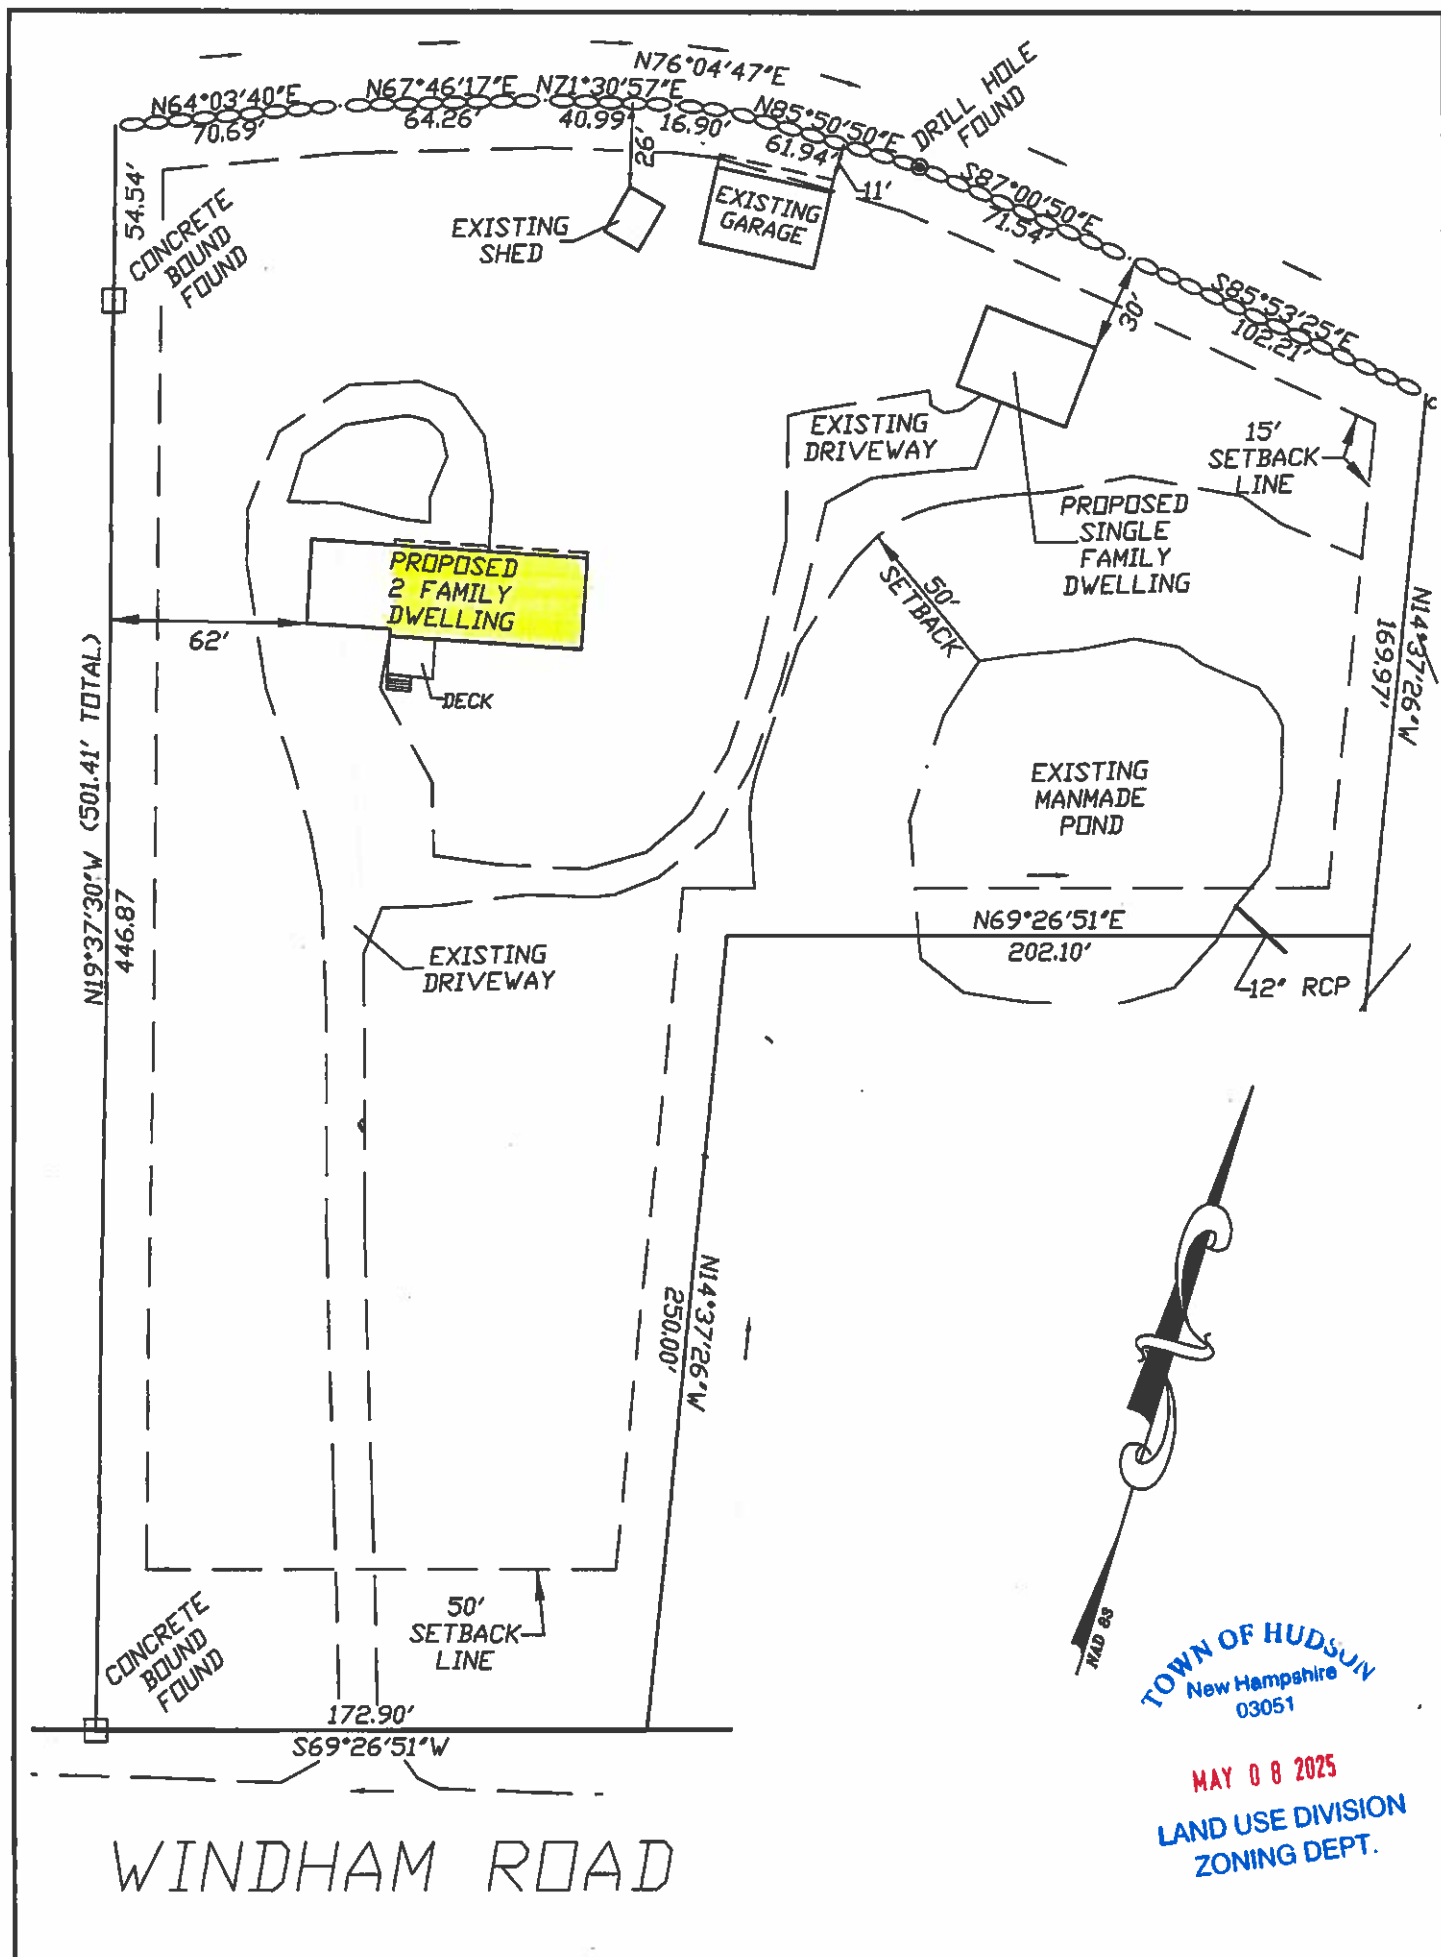 N76°04'47"E
N64°03'40"E
N67°46'17"E
N71°30'57"E
N85°50'50"E
DRILL HOLE
FOUND
70.69'
64.26'
40.99'
16.90'
61.94'
S87°00'50"E
71.54'
26'
11'
54.54'
CONCRETE
BOUND
FOUND
EXISTING
SHED
EXISTING
GARAGE
S85°53'25"E
102.21'
30'
EXISTING
DRIVEWAY
15'
SETBACK
LINE
PROPOSED
SINGLE
FAMILY
DWELLING
PROPOSED
2 FAMILY
DWELLING
50'
SETBACK
62'
DECK
N14°37'26"W
169.97'
N19°37'30"W (501.41' TOTAL)
446.87
EXISTING
MANMADE
POND
N69°26'51"E
202.10'
12" RCP
EXISTING
DRIVEWAY
N14°37'26"W
250.00'
50'
SETBACK
LINE
CONCRETE
BOUND
FOUND
172.90'
S69°26'51"W
NAD 83
TOWN OF HUDSON
New Hampshire
03051
MAY 08 2025
LAND USE DIVISION
ZONING DEPT.
WINDHAM ROAD